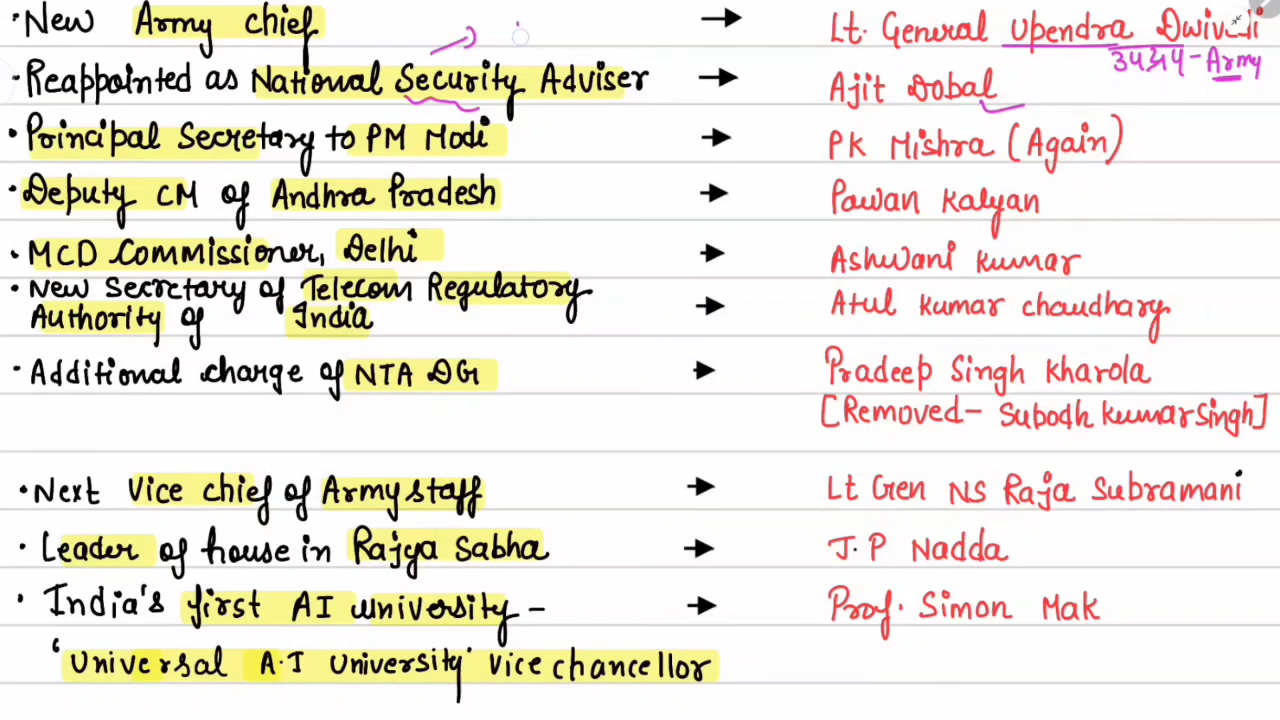 · New Army chief → Lt. General Upendra Dwivedi
उपाय - Army
· Reappointed as National Security Adviser → Ajit Dobal
· Principal Secretary to PM Modi → PK Mishra (Again)
· Deputy CM of Andhra Pradesh → Pawan Kalyan
· MCD Commissioner, Delhi → Ashwani Kumar
· New Secretary of Telecom Regulatory
Authority of India → Atul Kumar Chaudhary
· Additional charge of NTA DG → Pradeep Singh Kharola
[Removed- Subodh Kumar Singh]
· Next Vice chief of Army staff → Lt Gen NS Raja Subramani
· Leader of house in Rajya Sabha → J.P Nadda
· India's first AI university - → Prof. Simon Mak
'Universal A.I University' Vice chancellor